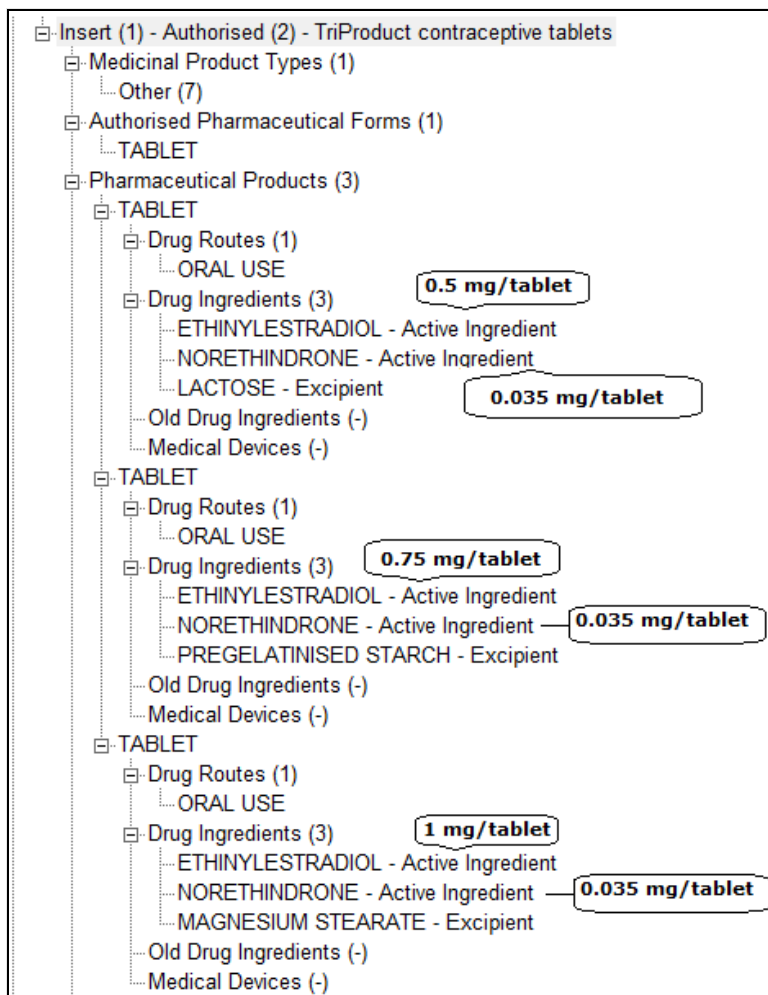 Insert (1) - Authorised (2) - TriProduct contraceptive tablets
Medicinal Product Types (1)
Other (7)
Authorised Pharmaceutical Forms (1)
TABLET
Pharmaceutical Products (3)
TABLET
Drug Routes (1)
ORAL USE
0.5 mg/tablet
Drug Ingredients (3)
ETHINYLESTRADIOL - Active Ingredient
NORETHINDRONE - Active Ingredient
LACTOSE - Excipient
0.035 mg/tablet
Old Drug Ingredients (-)
Medical Devices (-)
TABLET
Drug Routes (1)
ORAL USE
0.75 mg/tablet
Drug Ingredients (3)
ETHINYLESTRADIOL - Active Ingredient
NORETHINDRONE - Active Ingredient
0.035 mg/tablet
PREGELATINISED STARCH - Excipient
Old Drug Ingredients (-)
Medical Devices (-)
TABLET
Drug Routes (1)
ORAL USE
1 mg/tablet
Drug Ingredients (3)
ETHINYLESTRADIOL - Active Ingredient
NORETHINDRONE - Active Ingredient
0.035 mg/tablet
MAGNESIUM STEARATE - Excipient
Old Drug Ingredients (-)
Medical Devices (-)